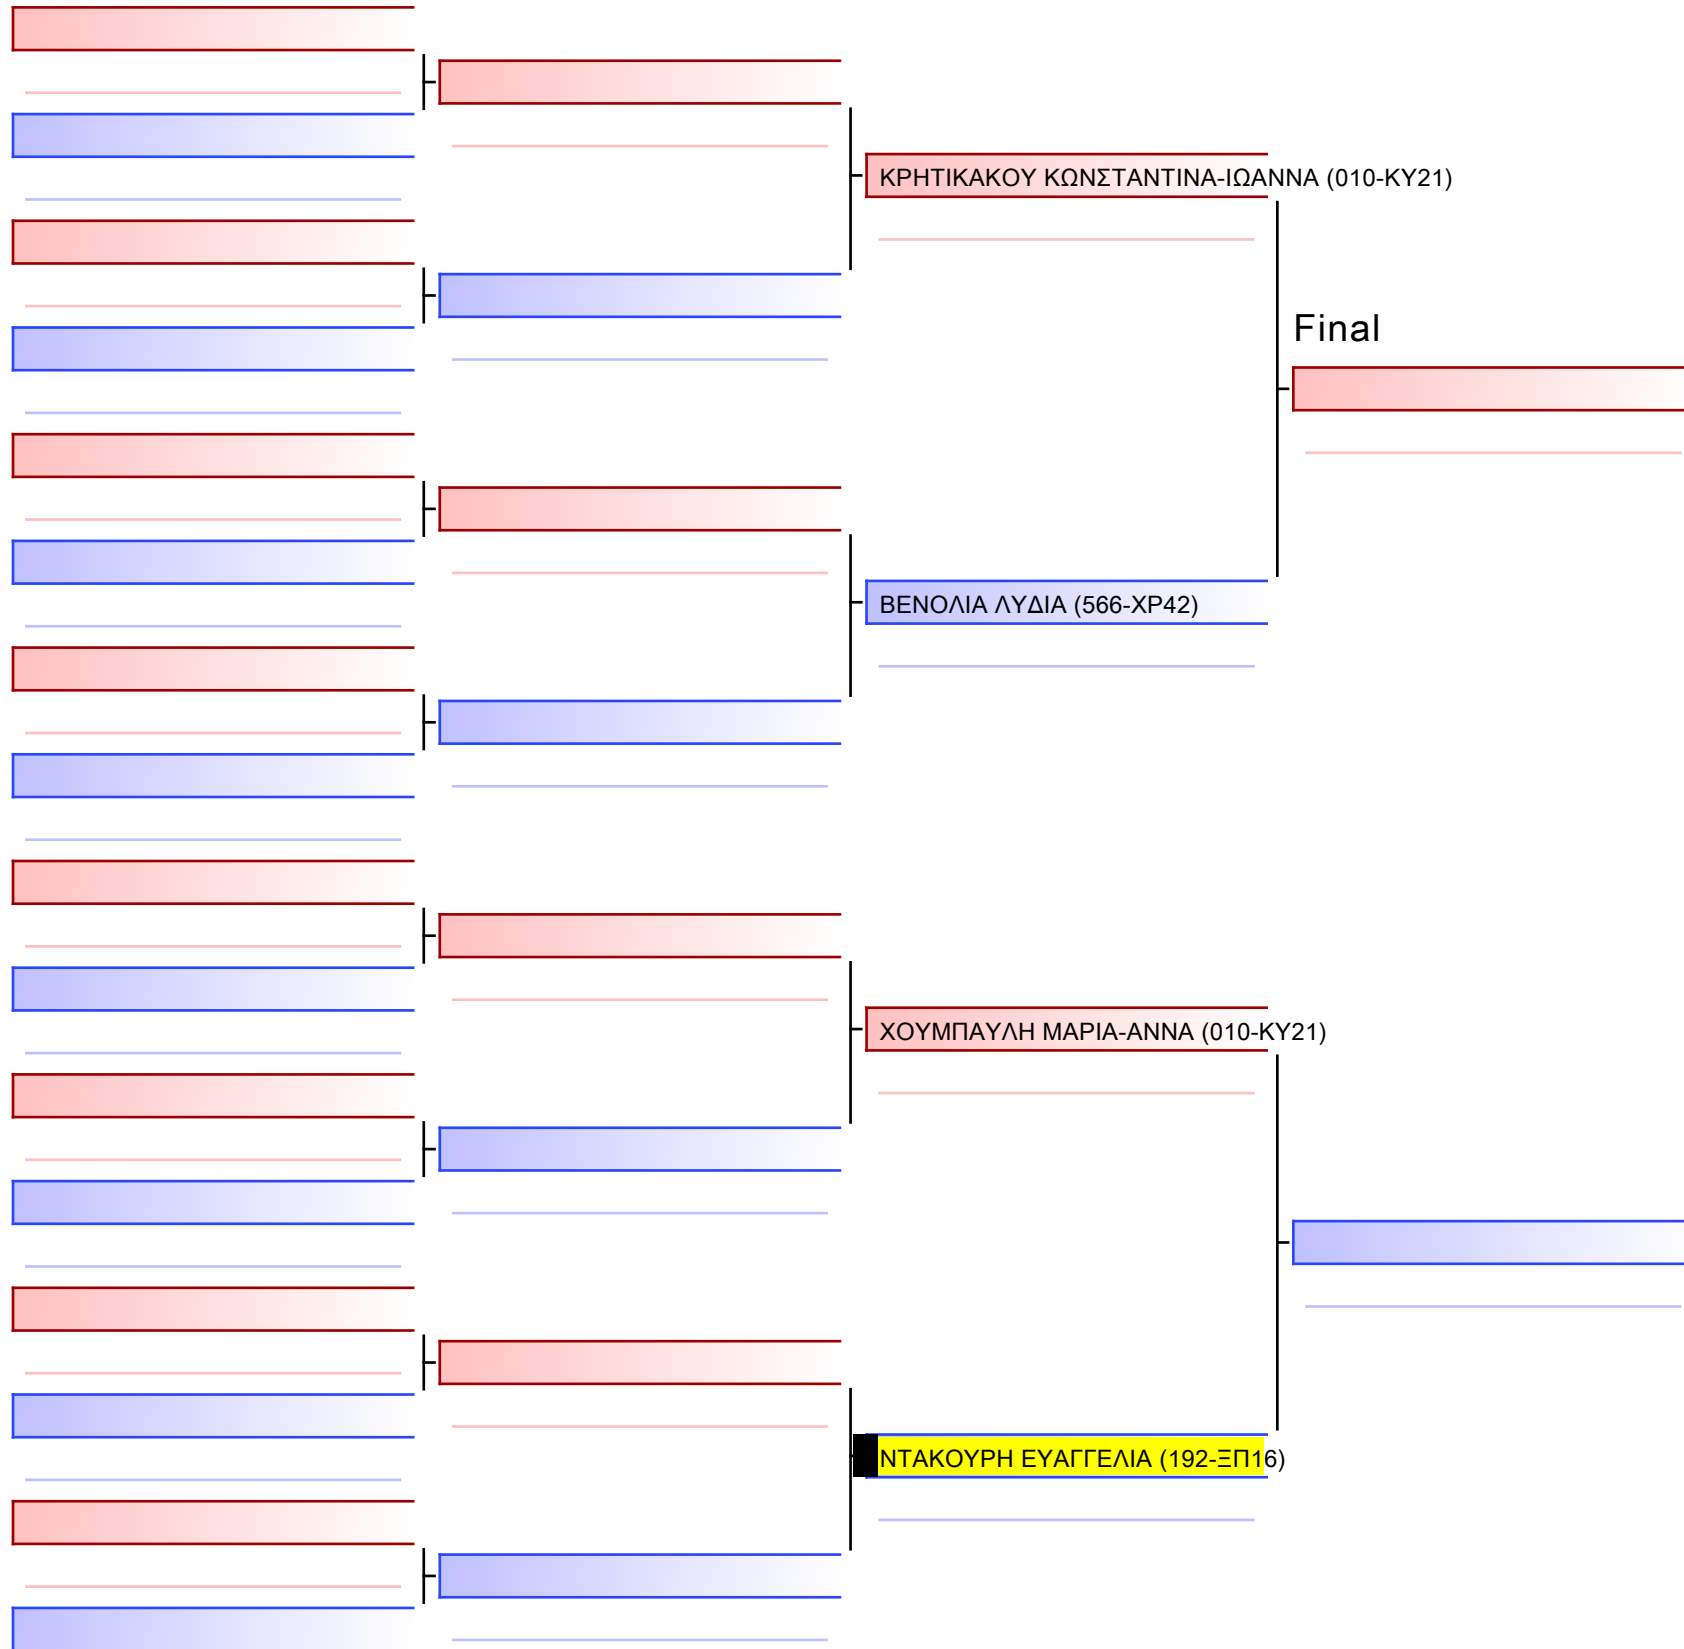 ΚΡΗΤΙΚΑΚΟΥ ΚΩΝΣΤΑΝΤΙΝΑ-ΙΩΑΝΝΑ (010-ΚΥ21)
Final
ΒΕΝΟΛΙΑ ΛΥΔΙΑ (566-ΧΡ42)
ΧΟΥΜΠΑΥΛΗ ΜΑΡΙΑ-ΑΝΝΑ (010-ΚΥ21)
ΝΤΑΚΟΥΡΗ ΕΥΑΓΓΕΛΙΑ (192-ΞΠ16)